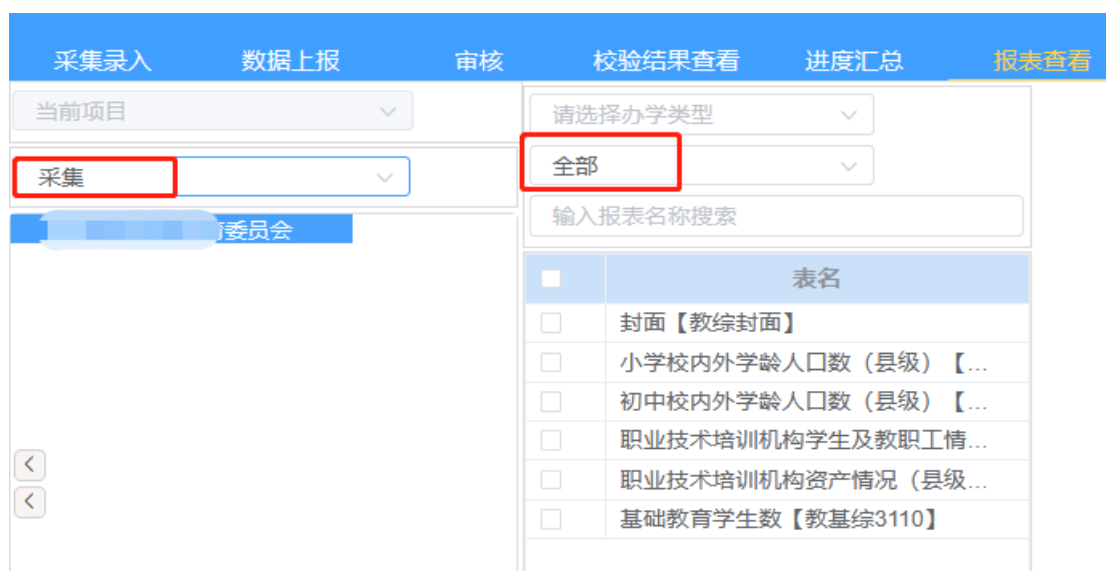 采集录入 数据上报 审核 校验结果查看 进度汇总 报表查看
当前项目
采集
委员会
请选择办学类型
全部
输入报表名称搜索
表名
封面【教综封面】
小学校内外学龄人口数（县级）【...
初中校内外学龄人口数（县级）【...
职业技术培训机构学生及教职工情...
职业技术培训机构资产情况（县级...
基础教育学生数【教基综3110】